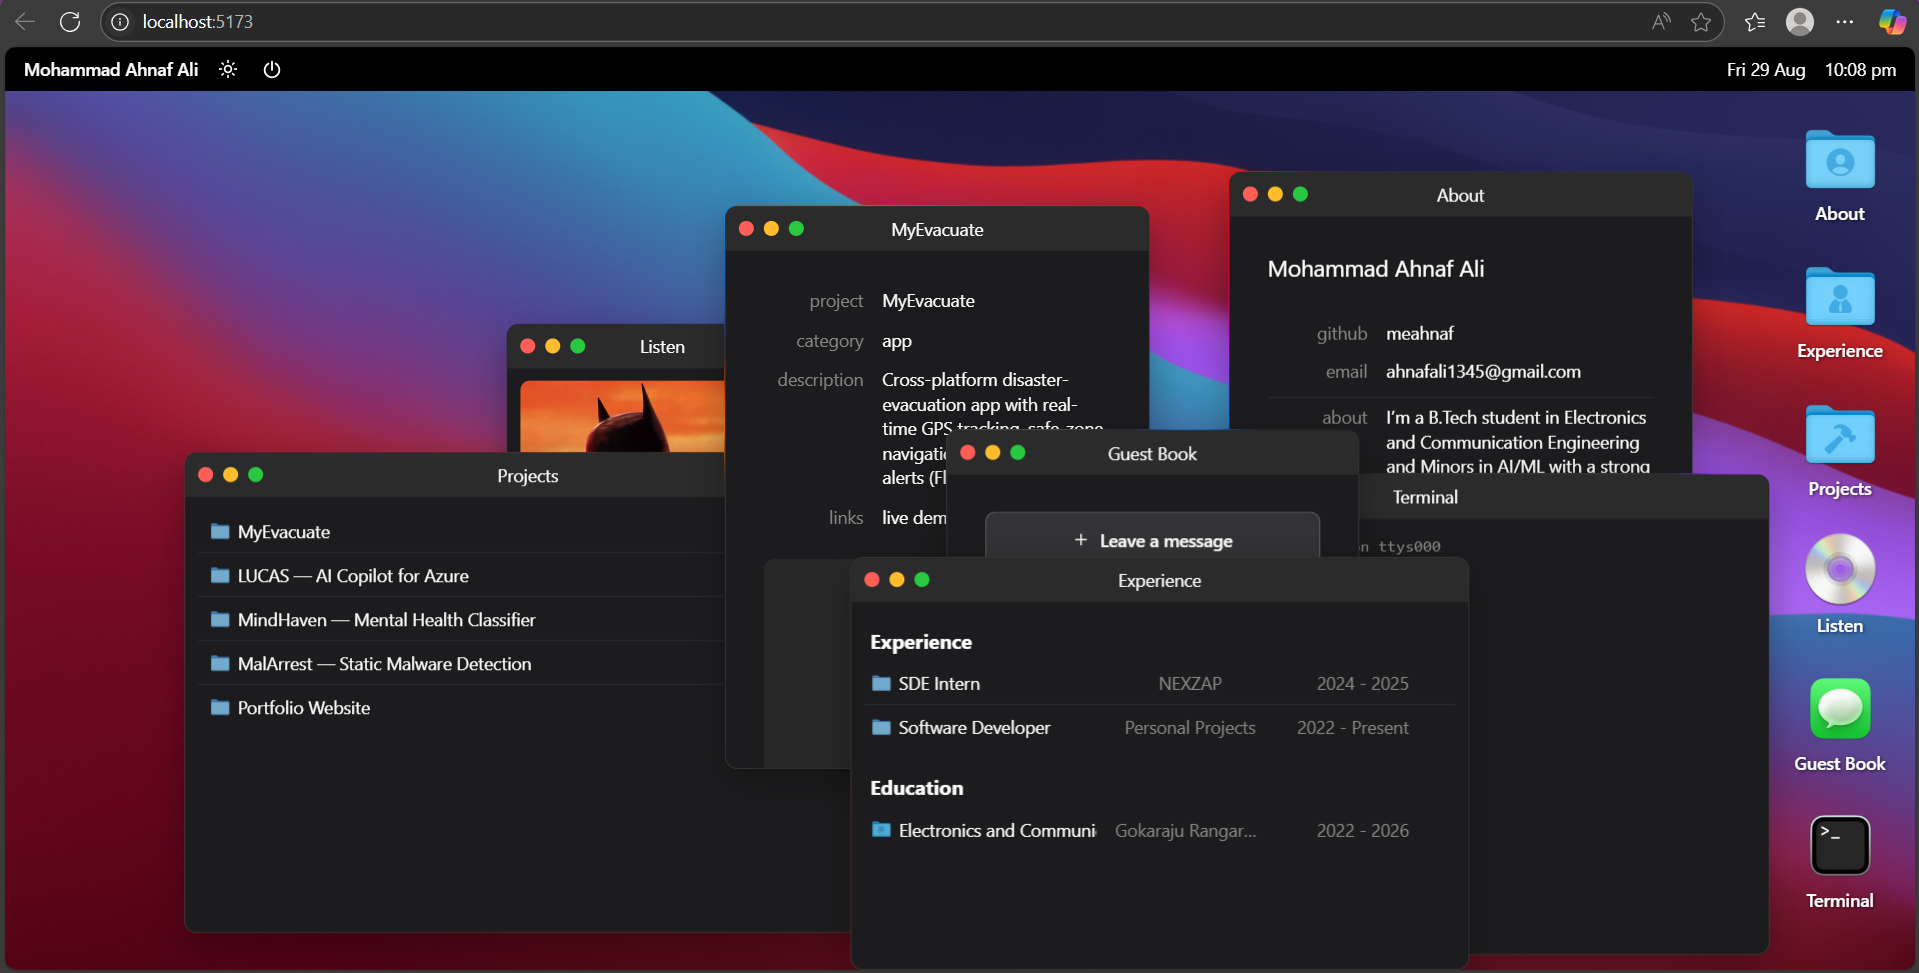 localhost:5173
Mohammad Ahnaf Ali
Fri 29 Aug 10:08 pm
About
Experience
Projects
Listen
Guest Book
>_
Terminal
MyEvacuate
project MyEvacuate
category app
description Cross-platform disaster-
evacuation app with real-
time GPS tracking, safe-zone
navigatio
alerts (Fl
links live dem
About
Mohammad Ahnaf Ali
github meahnaf
email ahnafali1345@gmail.com
about I'm a B.Tech student in Electronics
and Communication Engineering
and Minors in AI/ML with a strong
Listen
Projects
MyEvacuate
LUCAS — AI Copilot for Azure
MindHaven — Mental Health Classifier
MalArrest — Static Malware Detection
Portfolio Website
Guest Book
+ Leave a message
Terminal
n ttys000
Experience
Experience
SDE Intern NEXZAP 2024 - 2025
Software Developer Personal Projects 2022 - Present
Education
Electronics and Communi Gokaraju Rangar... 2022 - 2026